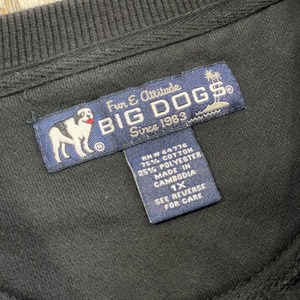 Fun & Attitude
BIG DOGS®
Since 1983
®
RN# 64776
75% COTTON
25% POLYESTER
MADE IN
CAMBODIA
1X
SEE REVERSE
FOR CARE